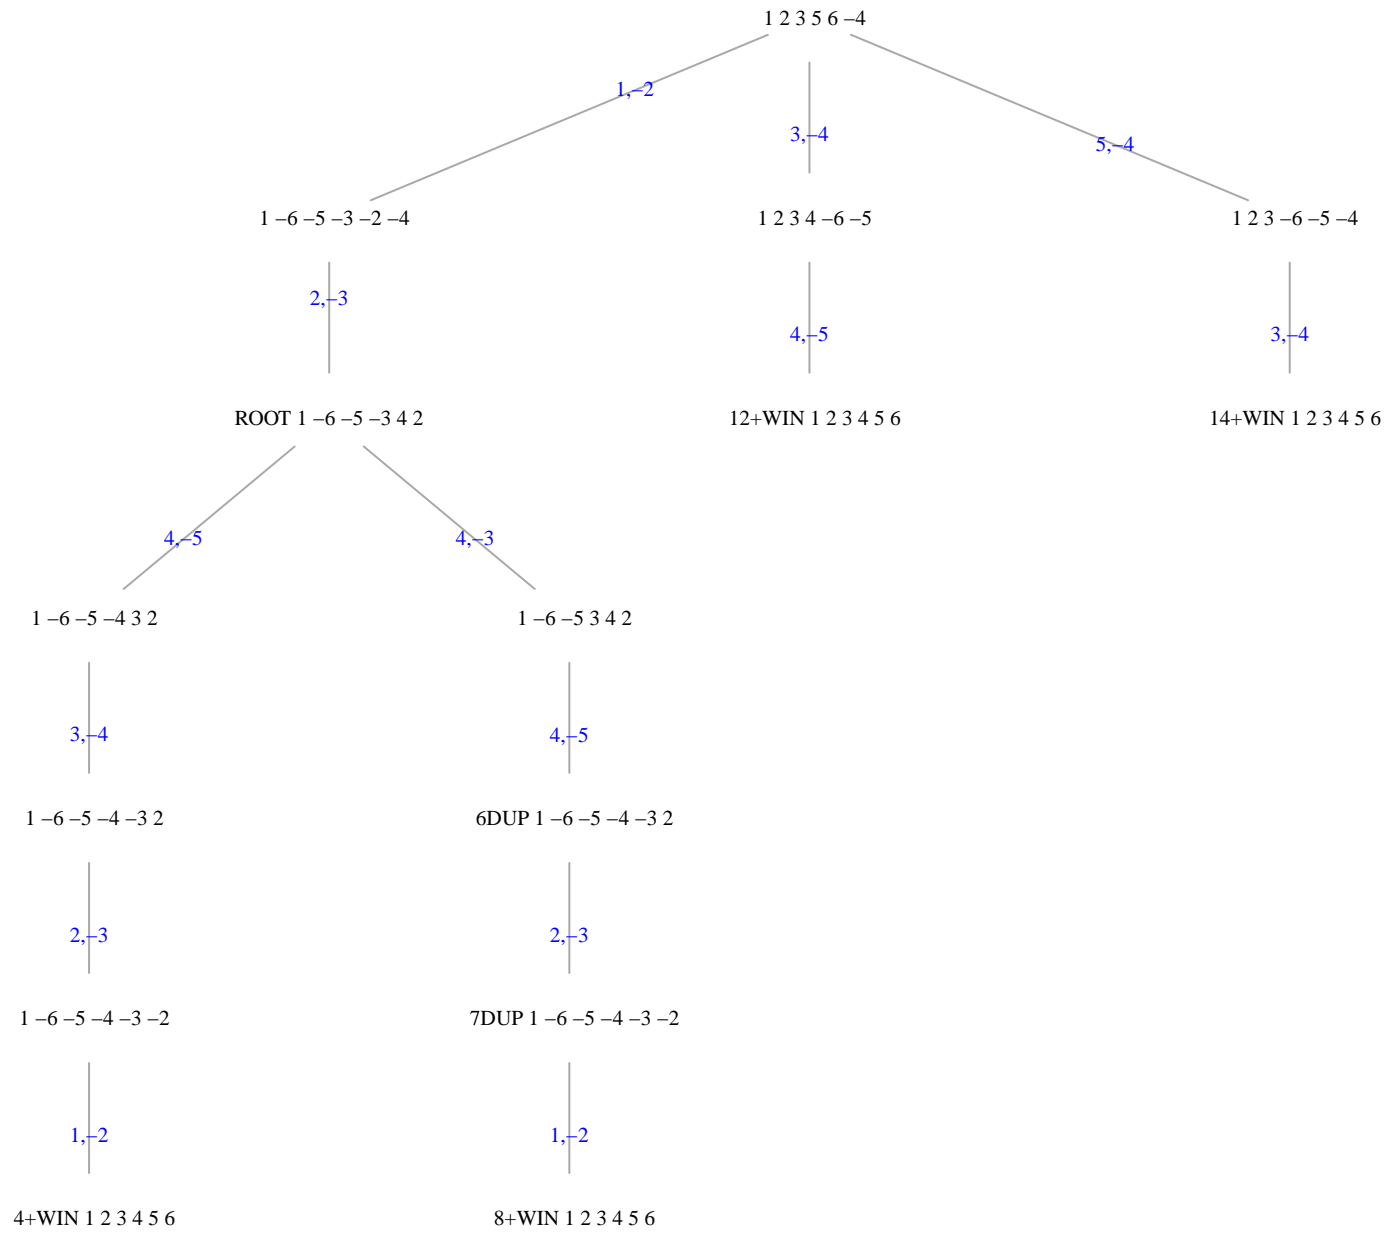 1 2 3 5 6 –4
1,–2
3,–4
5,–4
1 –6 –5 –3 –2 –4
1 2 3 4 –6 –5
1 2 3 –6 –5 –4
2,–3
4,–5
3,–4
ROOT 1 –6 –5 –3 4 2
12+WIN 1 2 3 4 5 6
14+WIN 1 2 3 4 5 6
4,–5
4,–3
1 –6 –5 –4 3 2
1 –6 –5 3 4 2
3,–4
4,–5
1 –6 –5 –4 –3 2
6DUP 1 –6 –5 –4 –3 2
2,–3
2,–3
1 –6 –5 –4 –3 –2
7DUP 1 –6 –5 –4 –3 –2
1,–2
1,–2
4+WIN 1 2 3 4 5 6
8+WIN 1 2 3 4 5 6